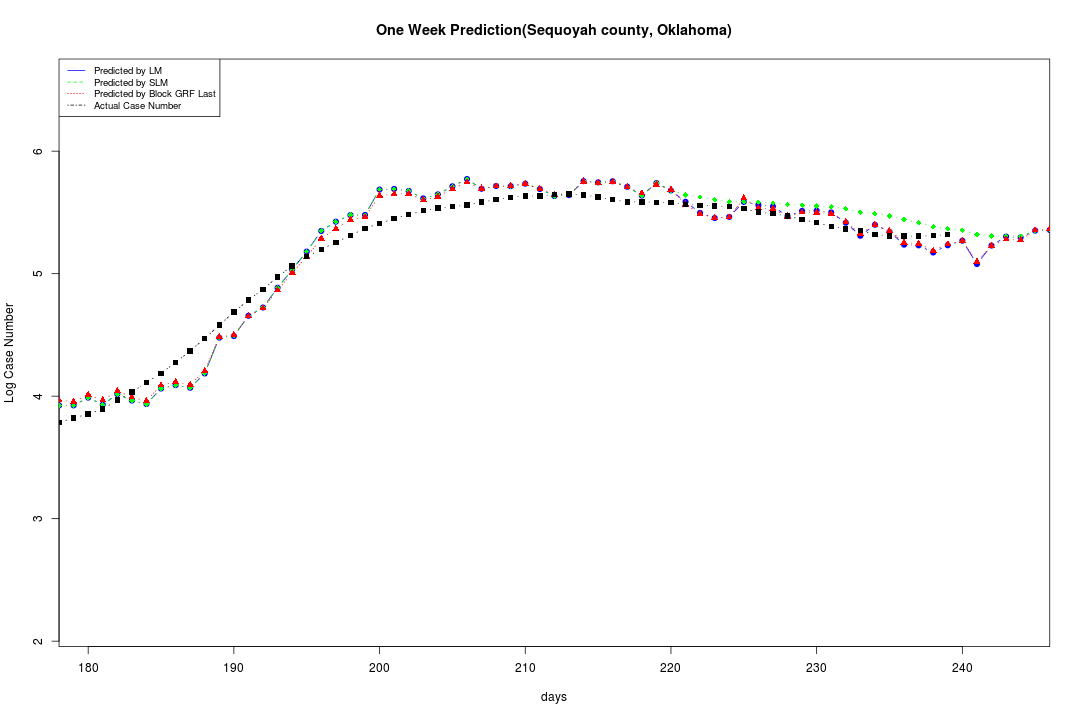 One Week Prediction(Sequoyah county, Oklahoma)
Predicted by LM
Predicted by SLM
Predicted by Block GRF Last
Actual Case Number
6
5
4
3
2
Log Case Number
180 190 200 210 220 230 240
days